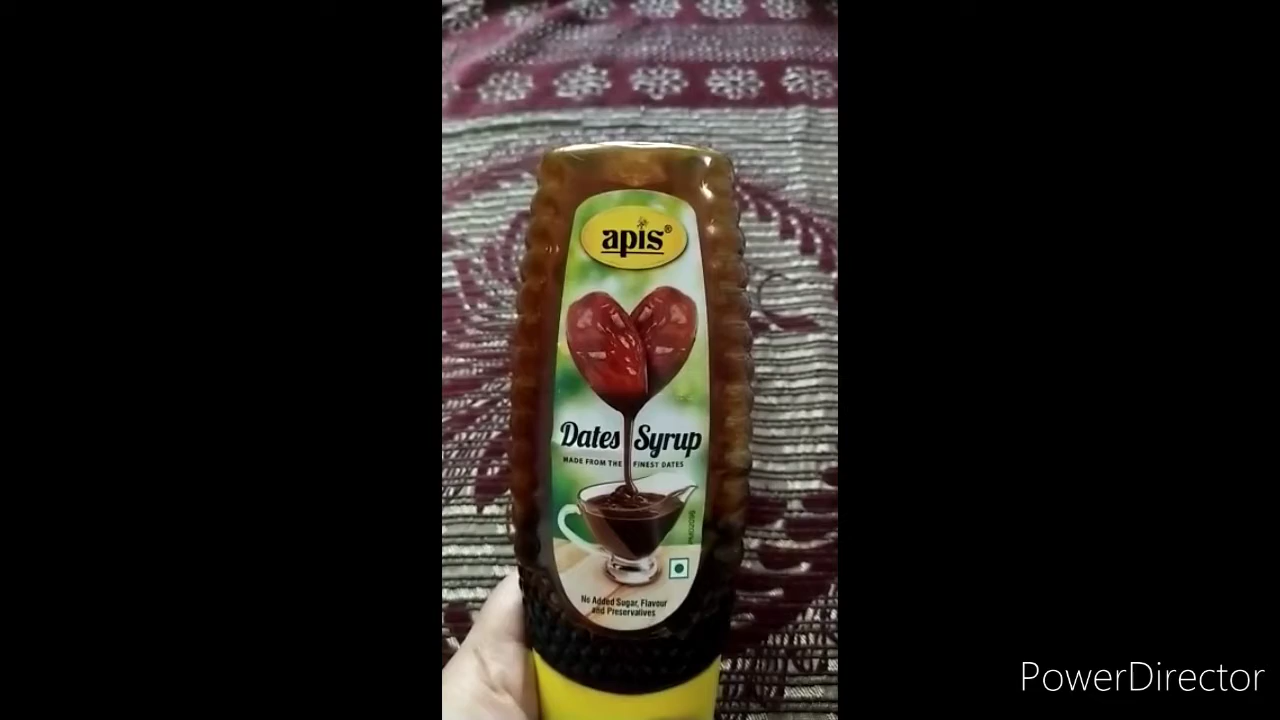 apis®
Dates Syrup
MADE FROM THE FINEST DATES
No Added Sugar, Flavour
and Preservatives
PowerDirector